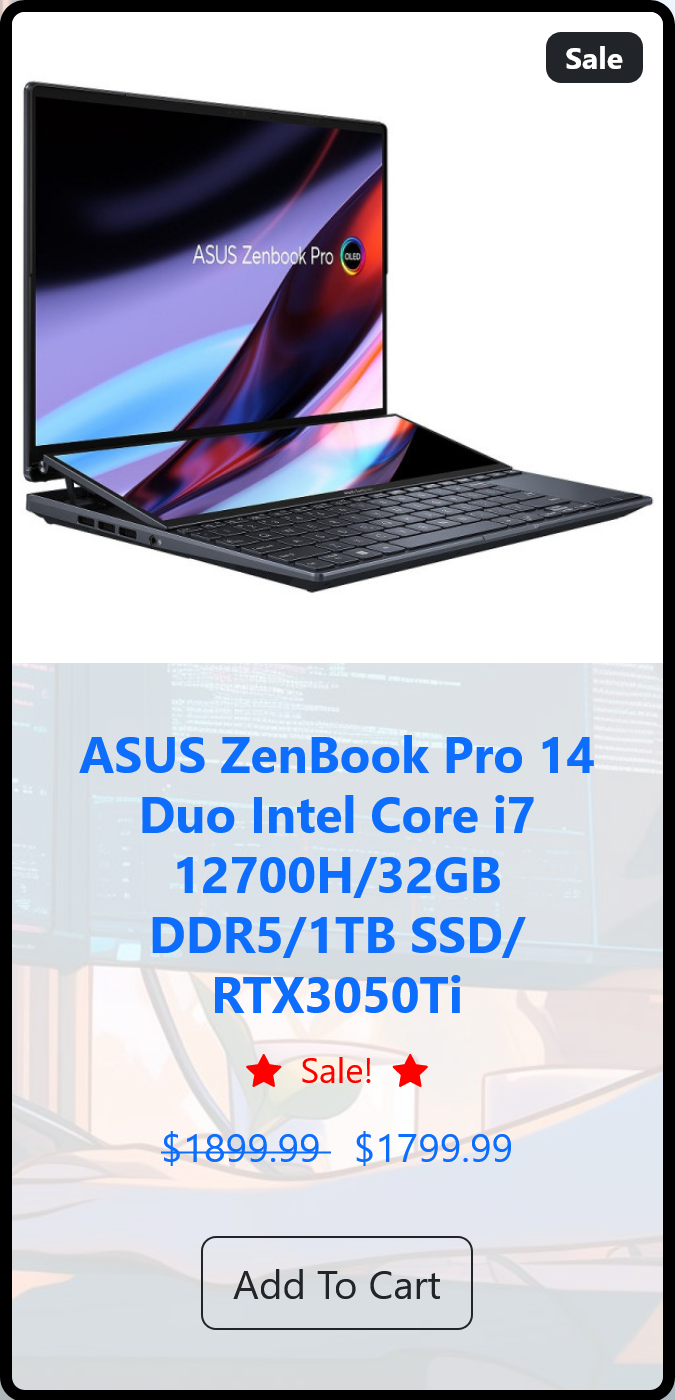 Sale
ASUS Zenbook Pro OLED
ASUS ZenBook Pro 14
Duo Intel Core i7
12700H/32GB
DDR5/1TB SSD/
RTX3050Ti
Sale!
$1899.99 $1799.99
Add To Cart